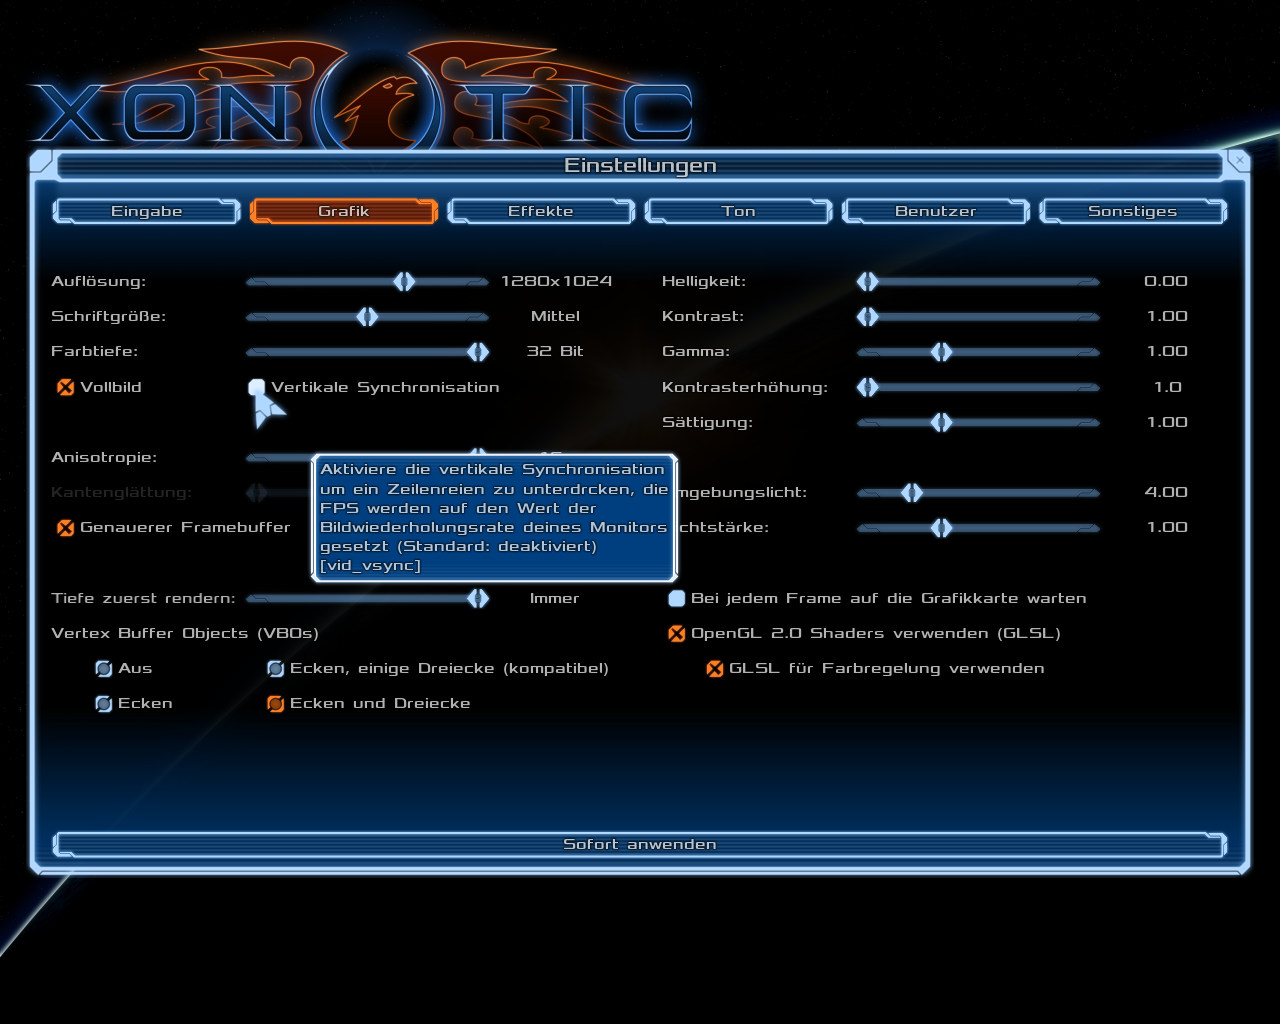 XONOTIC
Einstellungen
Eingabe Grafik Effekte Ton Benutzer Sonstiges
Auflösung: 1280x1024 Helligkeit: 0.00
Schriftgröße: Mittel Kontrast: 1.00
Farbtiefe: 32 Bit Gamma: 1.00
Vollbild Vertikale Synchronisation Kontrasterhöhung: 1.0
Sättigung: 1.00
Anisotropie:
Aktiviere die vertikale Synchronisation
um ein Zeilenreien zu unterdrcken, die
FPS werden auf den Wert der
Bildwiederholungsrate deines Monitors
gesetzt (Standard: deaktiviert)
[vid_vsync]
Kantenglättung: mgebungslicht: 4.00
Genauerer Framebuffer chtstärke: 1.00
Tiefe zuerst rendern: Immer Bei jedem Frame auf die Grafikkarte warten
Vertex Buffer Objects (VBOs) OpenGL 2.0 Shaders verwenden (GLSL)
Aus Ecken, einige Dreiecke (kompatibel) GLSL für Farbregelung verwenden
Ecken Ecken und Dreiecke
Sofort anwenden